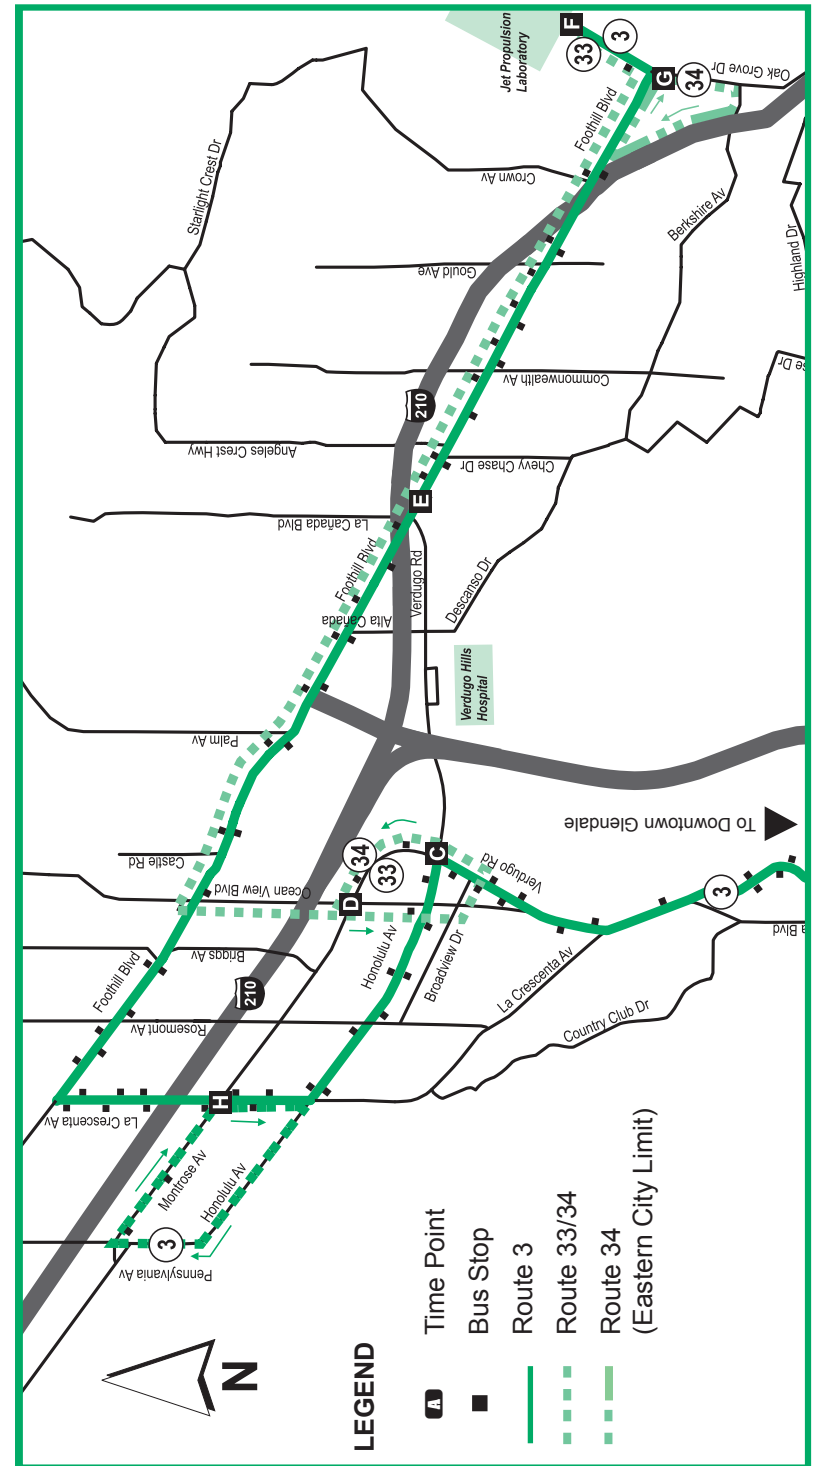 Jet Propulsion
Laboratory
F
33
3
G
34
Oak Grove Dr
Foothill Blvd
Starlight Crest Dr
Crown Av
Berkshire Av
Highland Dr
Gould Ave
Commonwealth Av
se Dr
210
Angeles Crest Hwy
Chevy Chase Dr
E
La Cañada Blvd
Foothill Blvd
Verdugo Rd
Descanso Dr
Alta Cañada
Verdugo Hills
Hospital
Palm Av
To Downtown Glendale
Castle Rd
34
33
C
Verdugo Rd
Ocean View Blvd
D
3
Honolulu Av
Broadview Dr
a Blvd
Briggs Av
Foothill Blvd
210
La Crescenta Av
Rosemont Av
Country Club Dr
H
La Crescenta Av
Montrose Av
Honolulu Av
3
Pennsylvania Av
N
LEGEND
A Time Point
Bus Stop
Route 3
Route 33/34
Route 34
(Eastern City Limit)